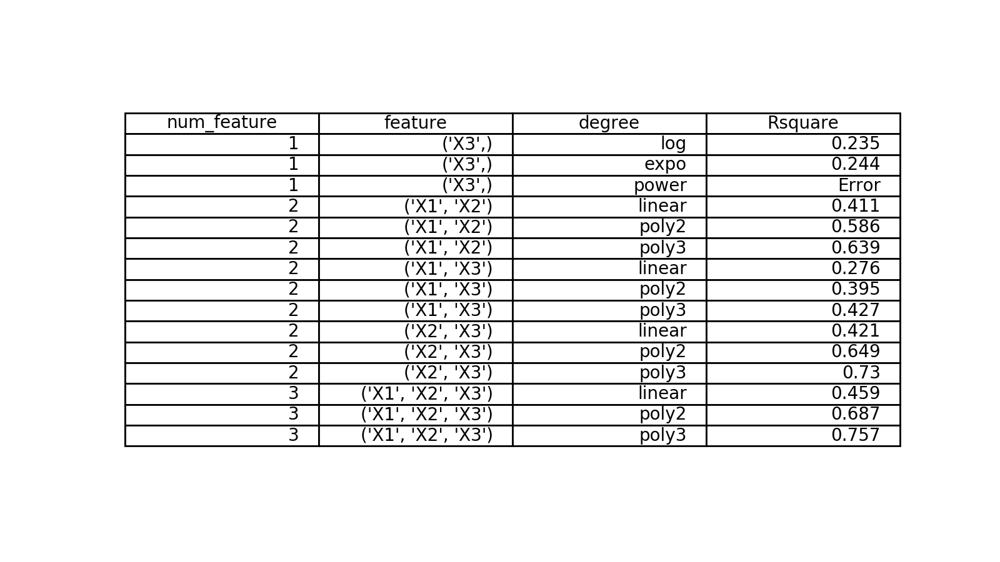 num_feature feature degree Rsquare
1 ('X3',) log 0.235
1 ('X3',) expo 0.244
1 ('X3',) power Error
2 ('X1', 'X2') linear 0.411
2 ('X1', 'X2') poly2 0.586
2 ('X1', 'X2') poly3 0.639
2 ('X1', 'X3') linear 0.276
2 ('X1', 'X3') poly2 0.395
2 ('X1', 'X3') poly3 0.427
2 ('X2', 'X3') linear 0.421
2 ('X2', 'X3') poly2 0.649
2 ('X2', 'X3') poly3 0.73
3 ('X1', 'X2', 'X3') linear 0.459
3 ('X1', 'X2', 'X3') poly2 0.687
3 ('X1', 'X2', 'X3') poly3 0.757